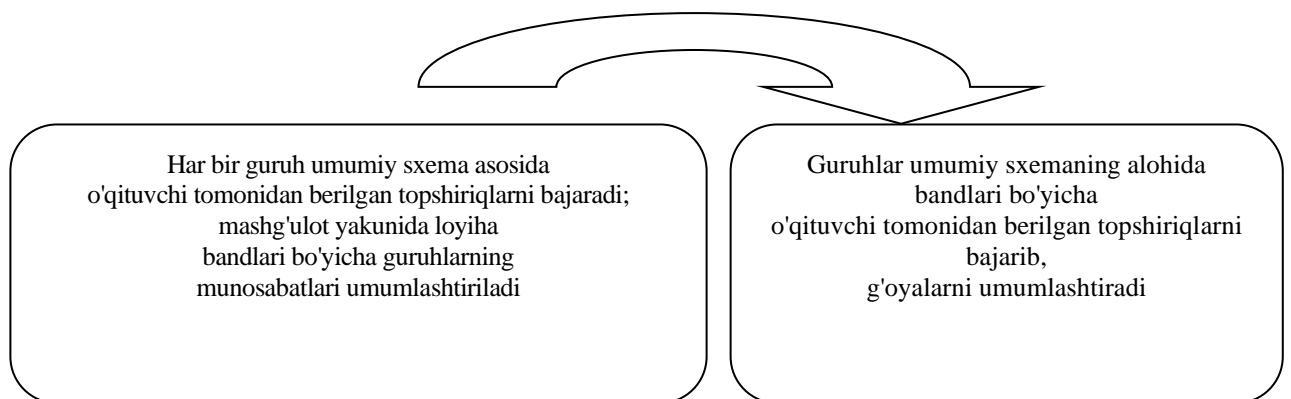 Har bir guruh umumiy sxema asosida
o'qituvchi tomonidan berilgan topshiriqlarni bajaradi;
mashg'ulot yakunida loyiha
bandlari bo'yicha guruhlarning
munosabatlari umumlashtiriladi
Guruhlar umumiy sxemaning alohida
bandlari bo'yicha
o'qituvchi tomonidan berilgan topshiriqlarni
bajarib,
g'oyalarni umumlashtiradi